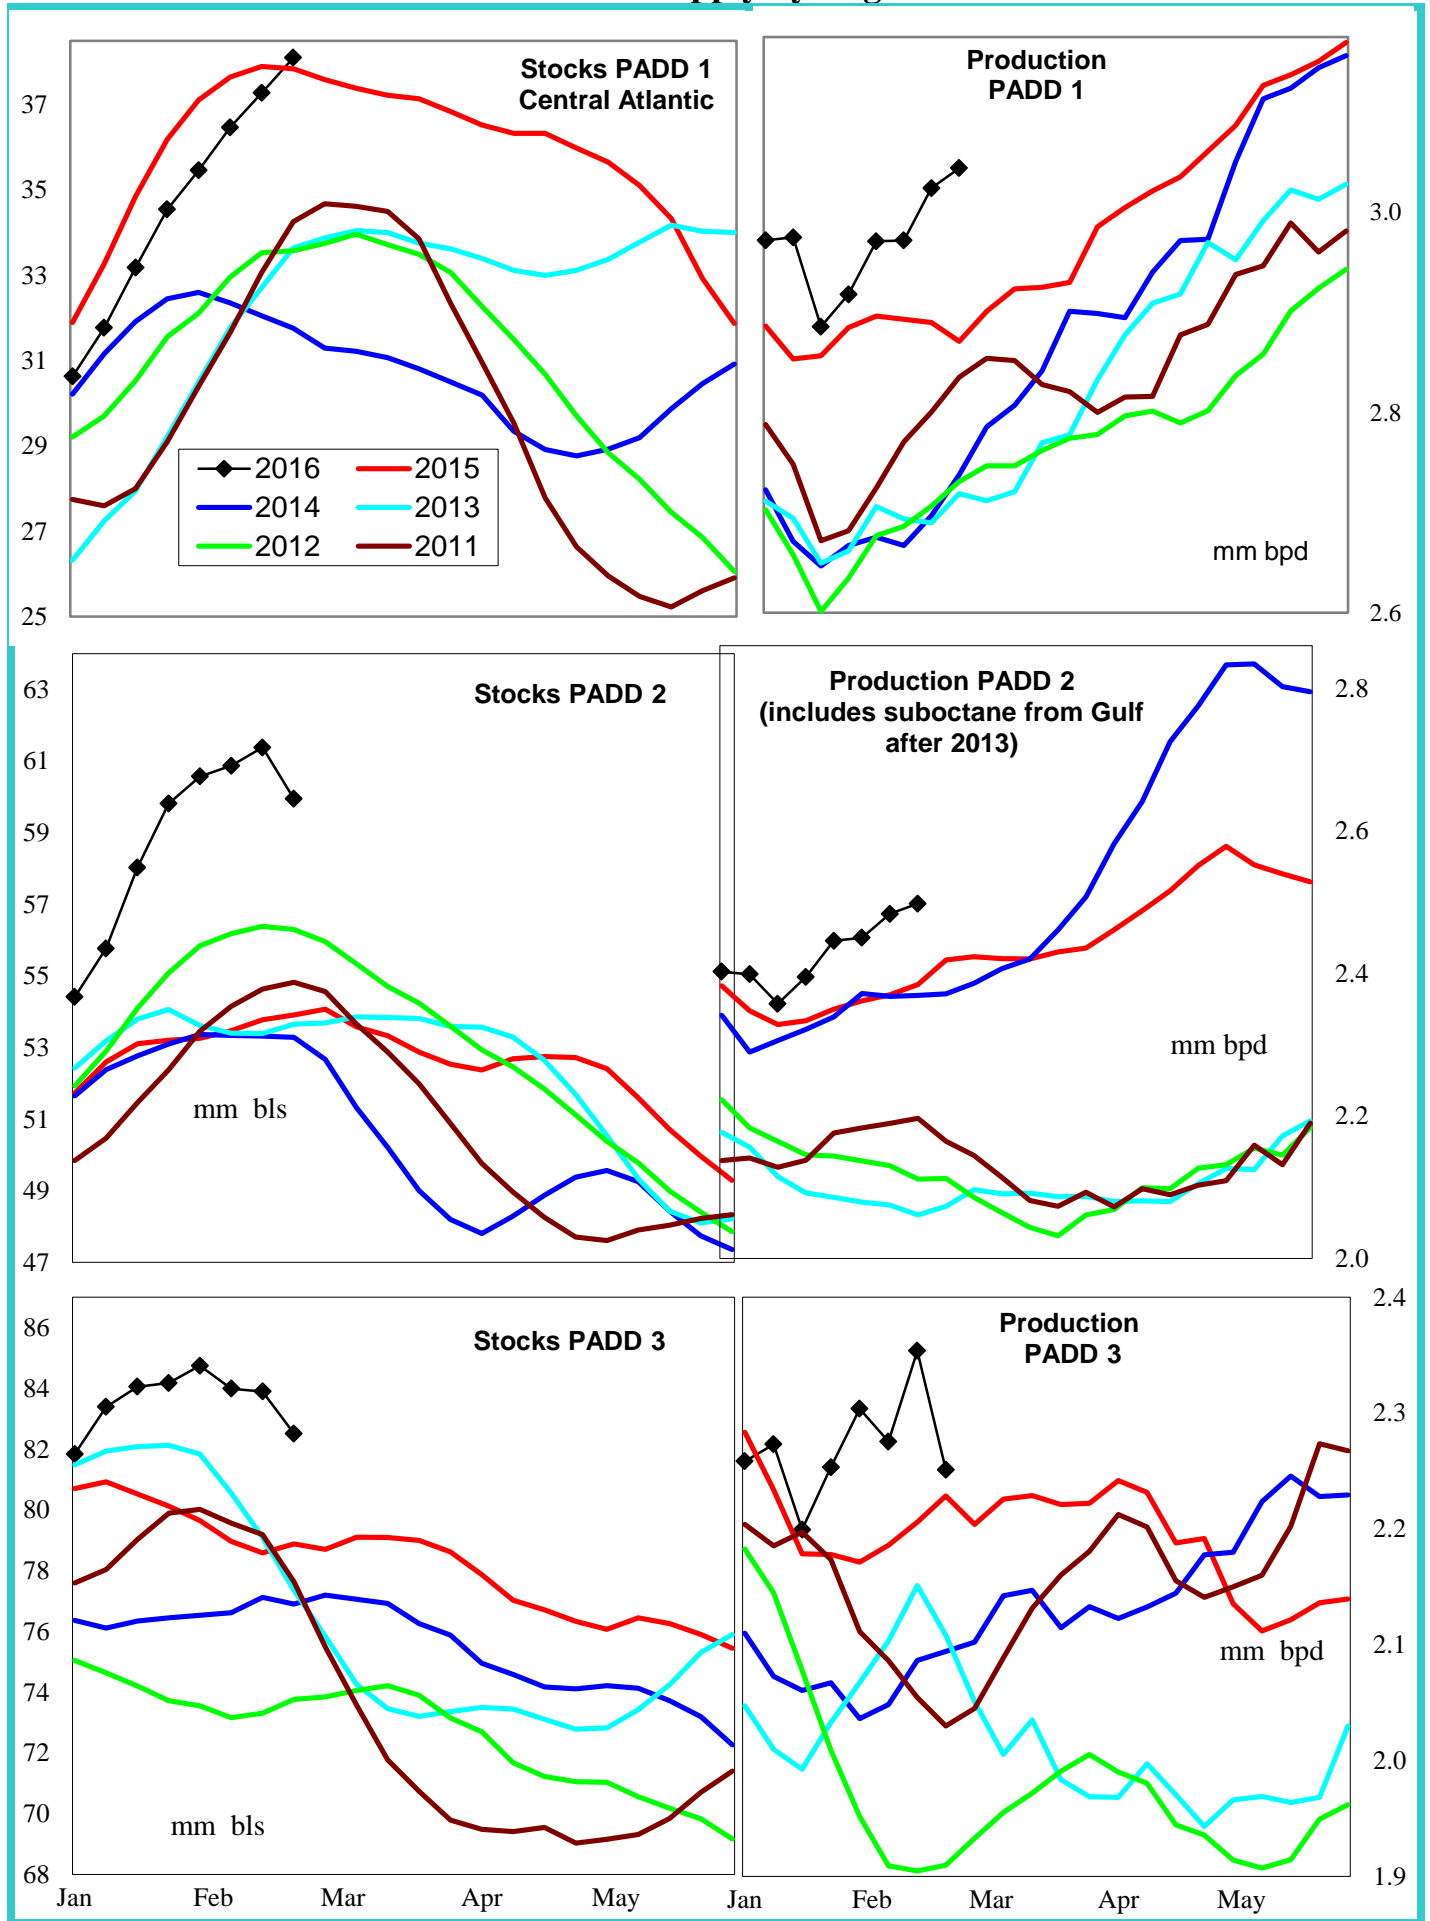 Stocks PADD 1
Central Atlantic
37
35
33
31
29
27
25
2016
2015
2014
2013
2012
2011
Production
PADD 1
3.0
2.8
2.6
mm bpd
Stocks PADD 2
63
61
59
57
55
53
51
49
47
mm bls
Production PADD 2
(includes suboctane from Gulf
after 2013)
2.8
2.6
2.4
2.2
2.0
mm bpd
Stocks PADD 3
86
84
82
80
78
76
74
72
70
68
mm bls
Jan Feb Mar Apr May
Production
PADD 3
2.4
2.3
2.2
2.1
2.0
1.9
mm bpd
Jan Feb Mar Apr May